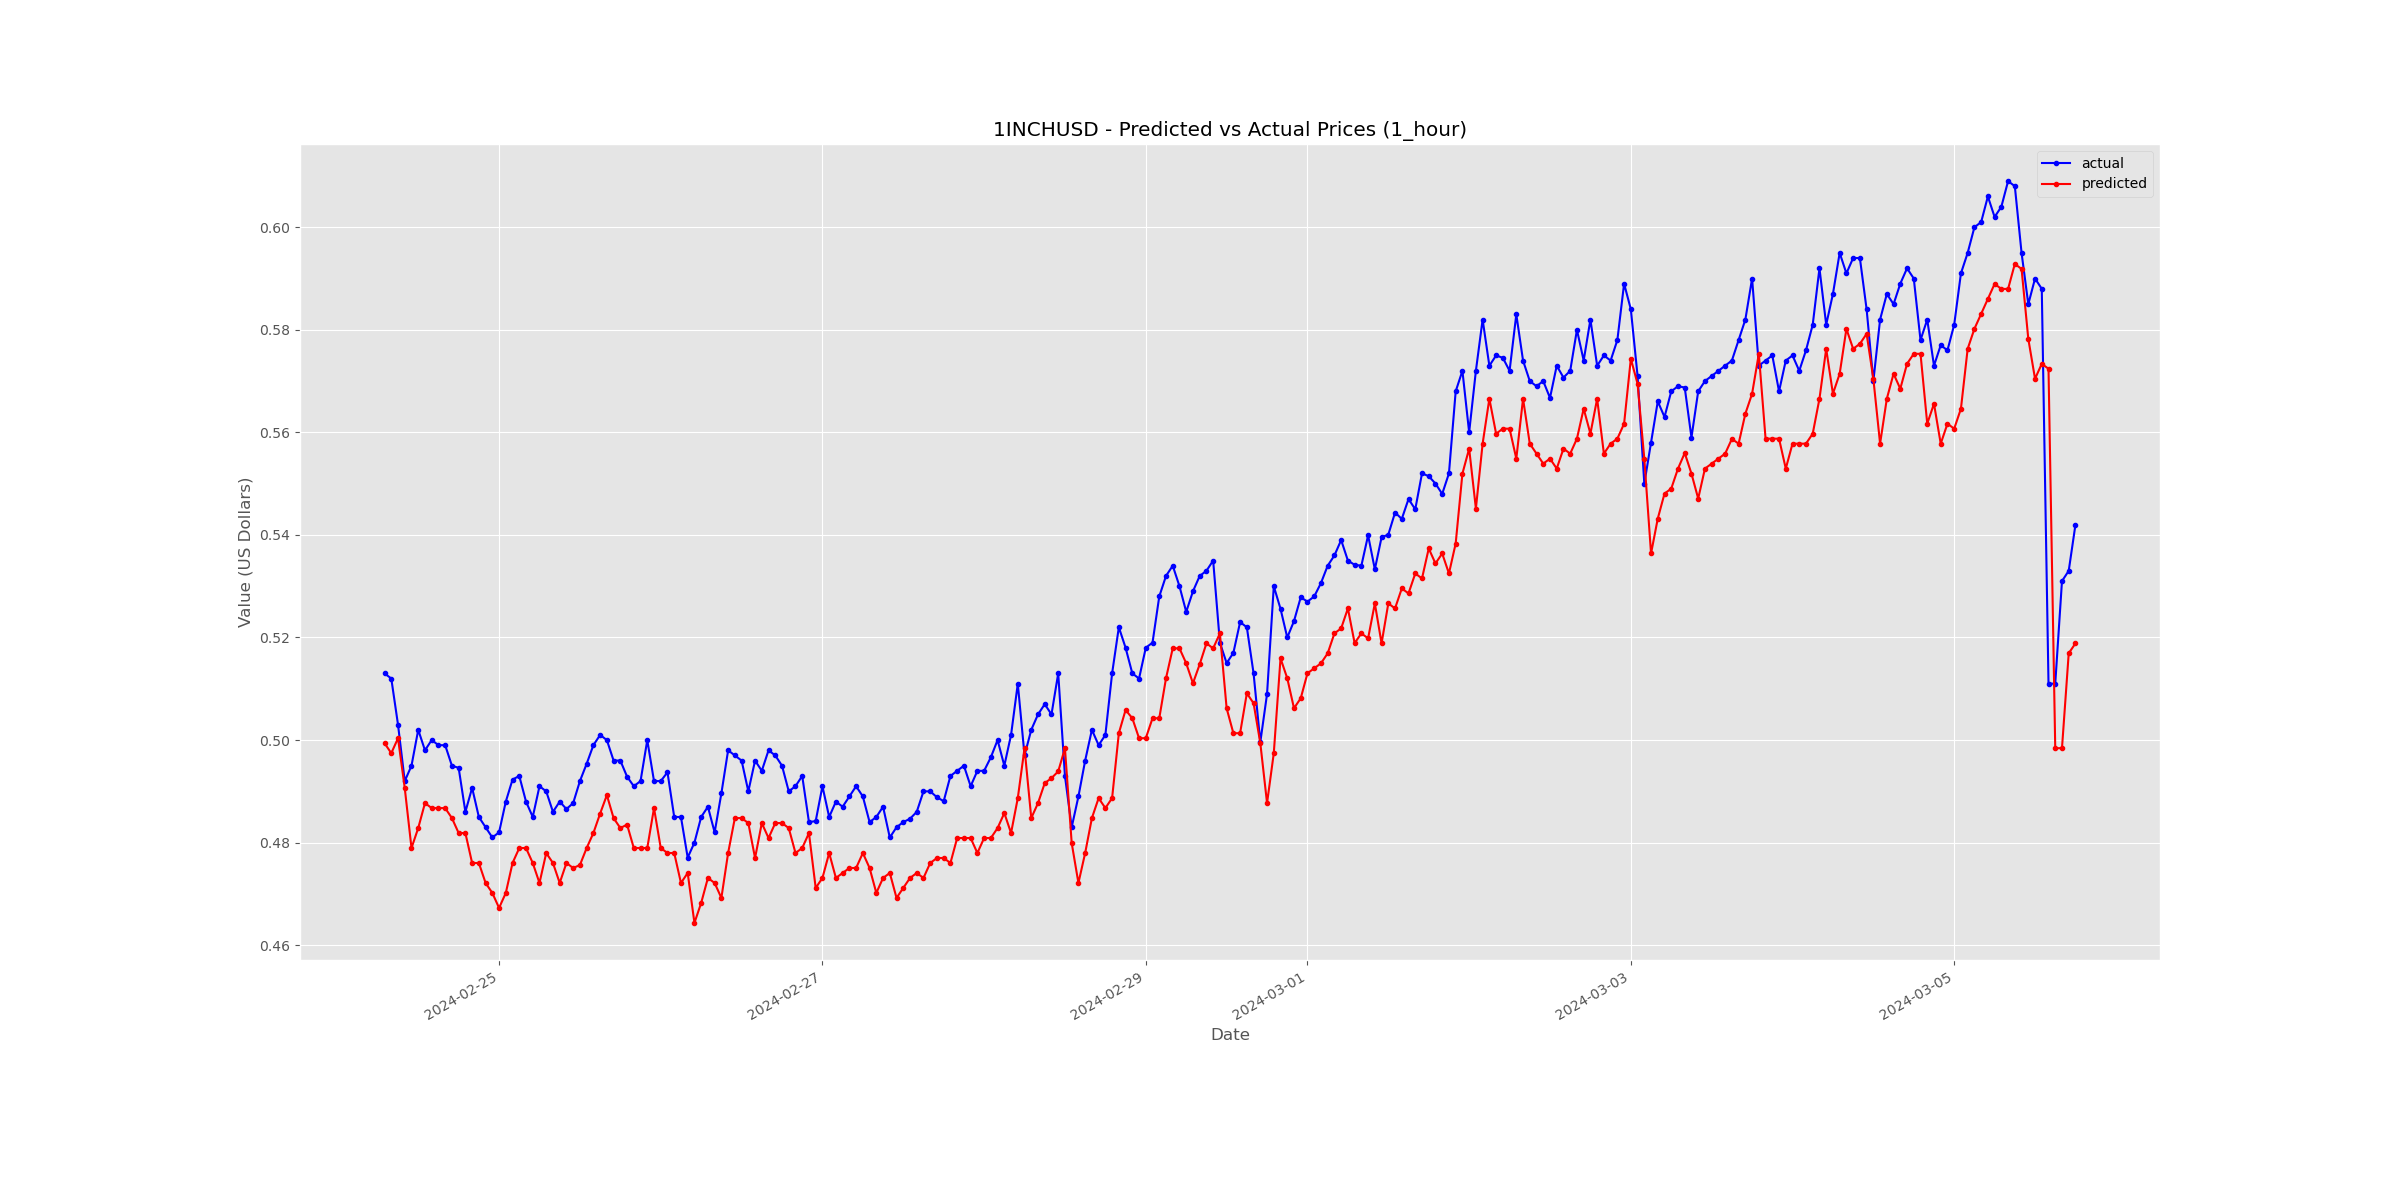 1INCHUSD - Predicted vs Actual Prices (1_hour)
actual
predicted
0.60
0.58
0.56
0.54
0.52
0.50
0.48
0.46
Value (US Dollars)
2024-02-25
2024-02-27
2024-02-29
2024-03-01
2024-03-03
2024-03-05
Date